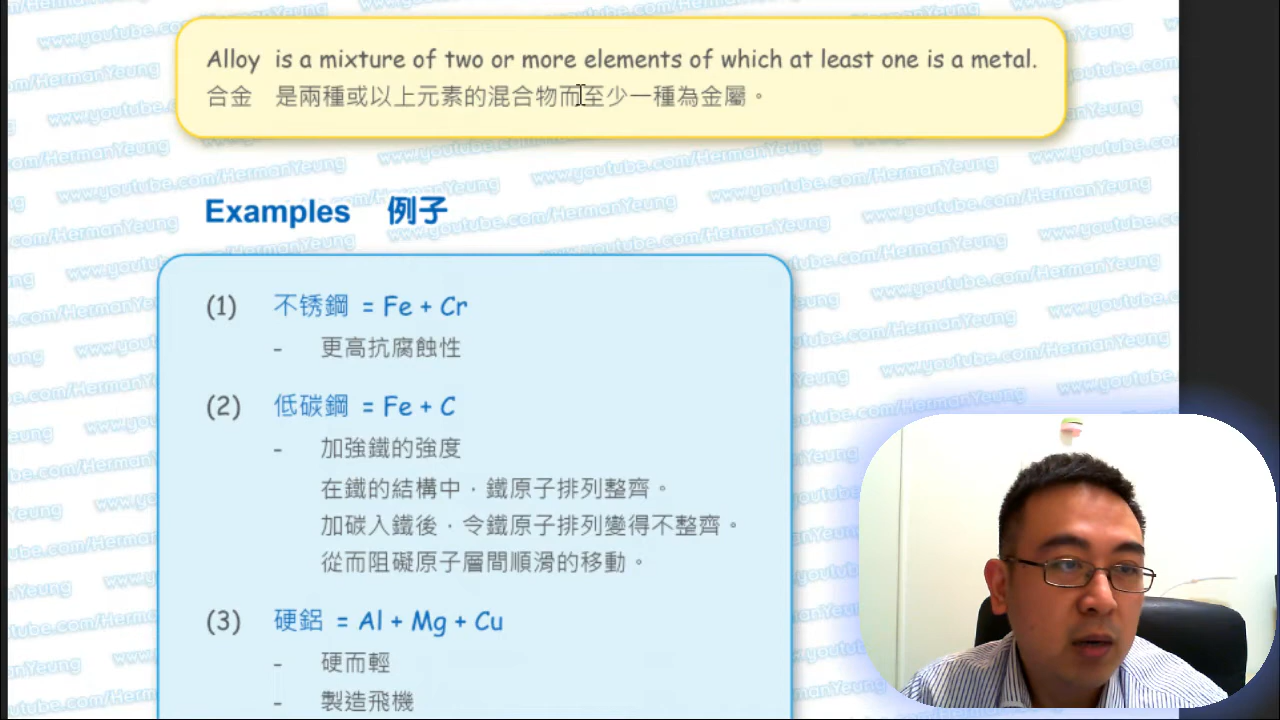 Alloy is a mixture of two or more elements of which at least one is a metal.
合金 是兩種或以上元素的混合物而至少一種為金屬。
Examples 例子
(1) 不锈鋼 = Fe + Cr
- 更高抗腐蝕性
(2) 低碳鋼 = Fe + C
- 加強鐵的強度
在鐵的結構中，鐵原子排列整齊。
加碳入鐵後，令鐵原子排列變得不整齊。
從而阻礙原子層間順滑的移動。
(3) 硬鋁 = Al + Mg + Cu
- 硬而輕
- 製造飛機
www.youtube.com/HermanYeung